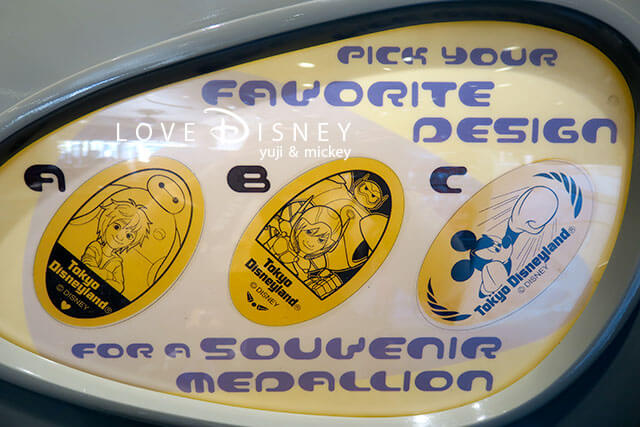 PICK YOUR
FAVORITE
DESIGN
LOVE DISNEY
yuji & mickey
A
B
C
Tokyo
Disneyland®
© DISNEY
Tokyo
Disneyland®
© DISNEY
Tokyo Disneyland®
© DISNEY
FOR A SOUVENIR
MEDALLION